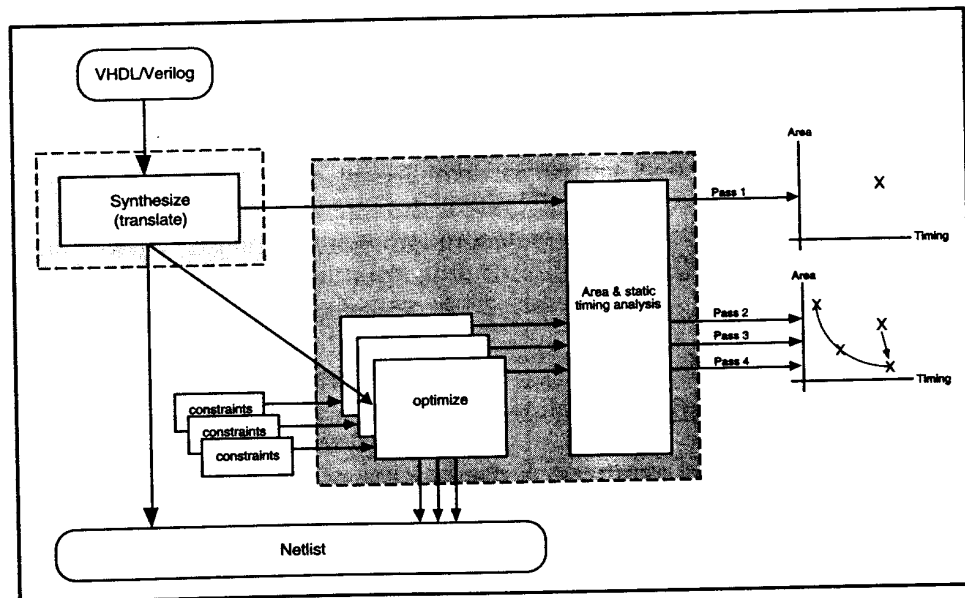 VHDL/Verilog
Synthesize
(translate)
Area
Pass 1
X
Timing
Area & static
timing analysis
Area
Pass 2
Pass 3
Pass 4
X
X
X
X
Timing
optimize
constraints
constraints
constraints
Netlist